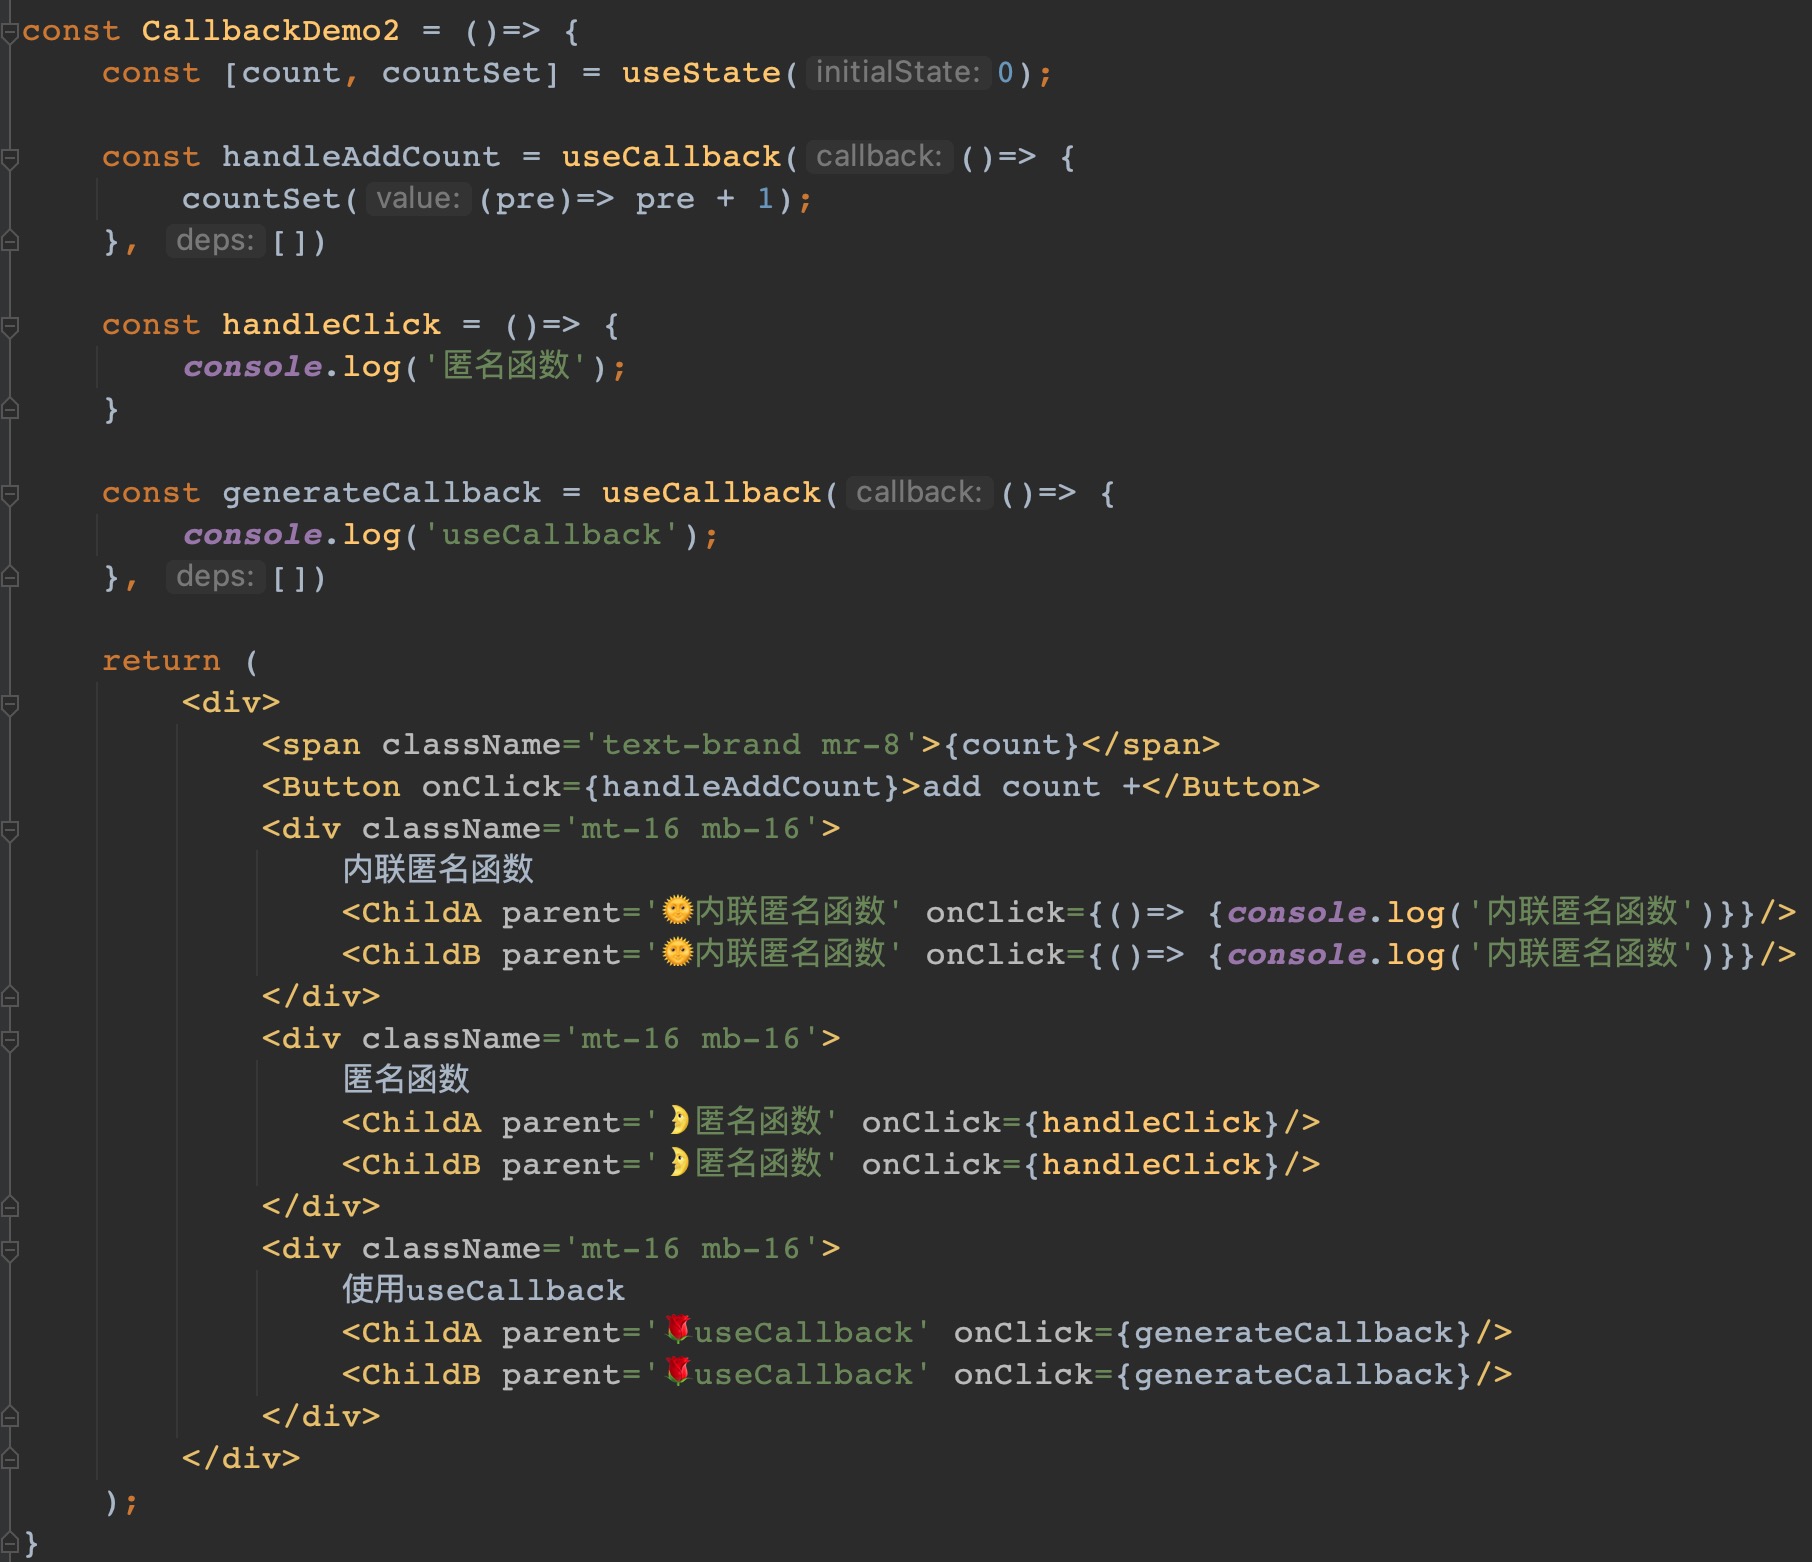 const CallbackDemo2 = ()=> {
    const [count, countSet] = useState( initialState: 0);

    const handleAddCount = useCallback( callback: ()=> {
        countSet( value: (pre)=> pre + 1);
    }, deps: [])

    const handleClick = ()=> {
        console.log('匿名函数');
    }

    const generateCallback = useCallback( callback: ()=> {
        console.log('useCallback');
    }, deps: [])

    return (
        <div>
            <span className='text-brand mr-8'>{count}</span>
            <Button onClick={handleAddCount}>add count +</Button>
            <div className='mt-16 mb-16'>
                内联匿名函数
                <ChildA parent='🌞内联匿名函数' onClick={()=> {console.log('内联匿名函数')}}/>
                <ChildB parent='🌞内联匿名函数' onClick={()=> {console.log('内联匿名函数')}}/>
            </div>
            <div className='mt-16 mb-16'>
                匿名函数
                <ChildA parent='🌛匿名函数' onClick={handleClick}/>
                <ChildB parent='🌛匿名函数' onClick={handleClick}/>
            </div>
            <div className='mt-16 mb-16'>
                使用useCallback
                <ChildA parent='🌹useCallback' onClick={generateCallback}/>
                <ChildB parent='🌹useCallback' onClick={generateCallback}/>
            </div>
        </div>
    );
}